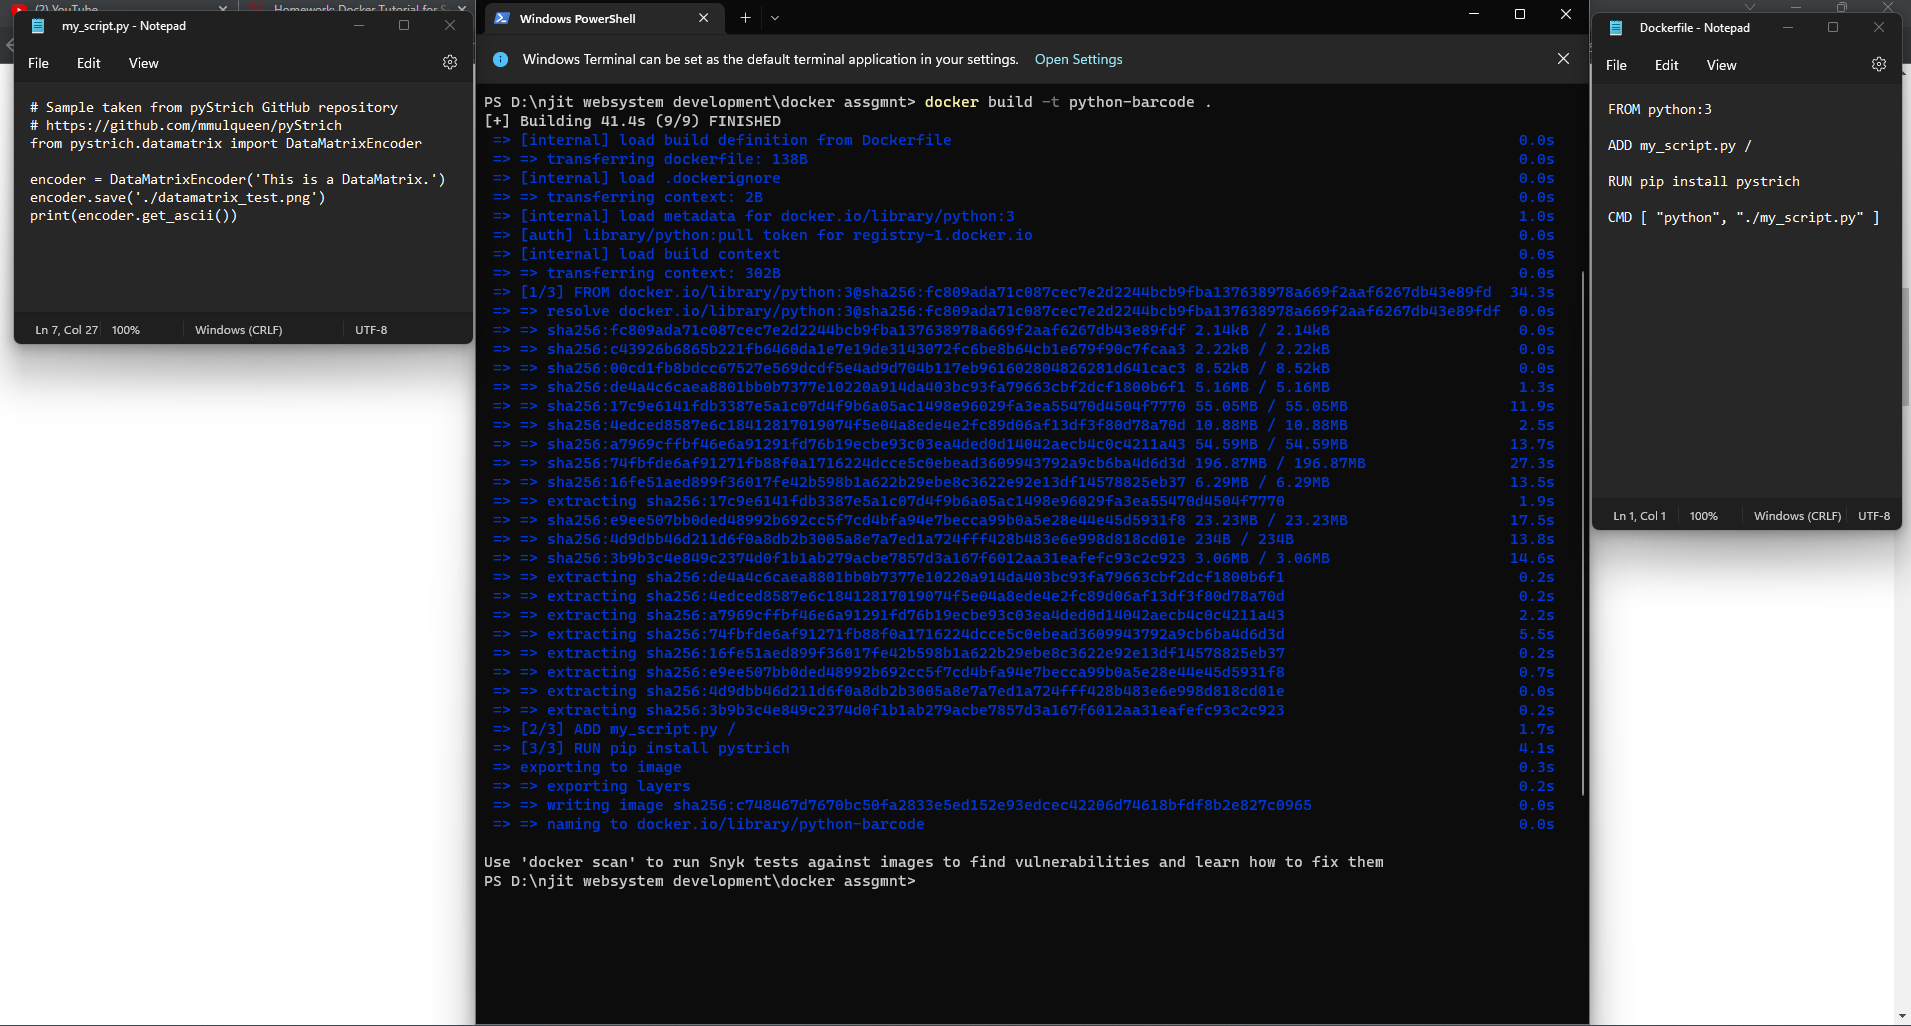 (2) YouTube
Homework: Docker Tutorial for S
my_script.py - Notepad
File Edit View
# Sample taken from pyStrich GitHub repository
# https://github.com/mmulqueen/pyStrich
from pystrich.datamatrix import DataMatrixEncoder
encoder = DataMatrixEncoder('This is a DataMatrix.')
encoder.save('./datamatrix_test.png')
print(encoder.get_ascii())
Ln 7, Col 27 100% Windows (CRLF) UTF-8
Windows PowerShell
Windows Terminal can be set as the default terminal application in your settings. Open Settings
PS D:\njit websystem development\docker assgmnt> docker build -t python-barcode .
[+] Building 41.4s (9/9) FINISHED
=> [internal] load build definition from Dockerfile 0.0s
=> => transferring dockerfile: 138B 0.0s
=> [internal] load .dockerignore 0.0s
=> => transferring context: 2B 0.0s
=> [internal] load metadata for docker.io/library/python:3 1.0s
=> [auth] library/python:pull token for registry-1.docker.io 0.0s
=> [internal] load build context 0.0s
=> => transferring context: 302B 0.0s
=> [1/3] FROM docker.io/library/python:3@sha256:fc809ada71c087cec7e2d2244bcb9fba137638978a669f2aaf6267db43e89fd 34.3s
=> => resolve docker.io/library/python:3@sha256:fc809ada71c087cec7e2d2244bcb9fba137638978a669f2aaf6267db43e89fdf 0.0s
=> => sha256:fc809ada71c087cec7e2d2244bcb9fba137638978a669f2aaf6267db43e89fdf 2.14kB / 2.14kB 0.0s
=> => sha256:c43926b6865b221fb6460da1e7e19de3143072fc6be8b64cb1e679f90c7fcaa3 2.22kB / 2.22kB 0.0s
=> => sha256:00cd1fb8bdcc67527e569dcdf5e4ad9d704b117eb961602804826281d641cac3 8.52kB / 8.52kB 0.0s
=> => sha256:de4a4c6caea8801bb0b7377e10220a914da403bc93fa79663cbf2dcf1800b6f1 5.16MB / 5.16MB 1.3s
=> => sha256:17c9e6141fdb3387e5a1c07d4f9b6a05ac1498e96029fa3ea55470d4504f7770 55.05MB / 55.05MB 11.9s
=> => sha256:4edced8587e6c18412817019074f5e04a8ede4e2fc89d06af13df3f80d78a70d 10.88MB / 10.88MB 2.5s
=> => sha256:a7969cffbf46e6a91291fd76b19ecbe93c03ea4ded0d14042aecb4c0c4211a43 54.59MB / 54.59MB 13.7s
=> => sha256:74fbfde6af91271fb88f0a1716224dcce5c0ebead3609943792a9cb6ba4d6d3d 196.87MB / 196.87MB 27.3s
=> => sha256:16fe51aed899f36017fe42b598b1a622b29ebe8c3622e92e13df14578825eb37 6.29MB / 6.29MB 13.5s
=> => extracting sha256:17c9e6141fdb3387e5a1c07d4f9b6a05ac1498e96029fa3ea55470d4504f7770 1.9s
=> => sha256:e9ee507bb0ded48992b692cc5f7cd4bfa94e7becca99b0a5e28e44e45d5931f8 23.23MB / 23.23MB 17.5s
=> => sha256:4d9dbb46d211d6f0a8db2b3005a8e7a7ed1a724fff428b483e6e998d818cd01e 234B / 234B 13.8s
=> => sha256:3b9b3c4e849c2374d0f1b1ab279acbe7857d3a167f6012aa31eafefc93c2c923 3.06MB / 3.06MB 14.6s
=> => extracting sha256:de4a4c6caea8801bb0b7377e10220a914da403bc93fa79663cbf2dcf1800b6f1 0.2s
=> => extracting sha256:4edced8587e6c18412817019074f5e04a8ede4e2fc89d06af13df3f80d78a70d 0.2s
=> => extracting sha256:a7969cffbf46e6a91291fd76b19ecbe93c03ea4ded0d14042aecb4c0c4211a43 2.2s
=> => extracting sha256:74fbfde6af91271fb88f0a1716224dcce5c0ebead3609943792a9cb6ba4d6d3d 5.5s
=> => extracting sha256:16fe51aed899f36017fe42b598b1a622b29ebe8c3622e92e13df14578825eb37 0.2s
=> => extracting sha256:e9ee507bb0ded48992b692cc5f7cd4bfa94e7becca99b0a5e28e44e45d5931f8 0.7s
=> => extracting sha256:4d9dbb46d211d6f0a8db2b3005a8e7a7ed1a724fff428b483e6e998d818cd01e 0.0s
=> => extracting sha256:3b9b3c4e849c2374d0f1b1ab279acbe7857d3a167f6012aa31eafefc93c2c923 0.2s
=> [2/3] ADD my_script.py / 1.7s
=> [3/3] RUN pip install pystrich 4.1s
=> exporting to image 0.3s
=> => exporting layers 0.2s
=> => writing image sha256:c748467d7670bc50fa2833e5ed152e93edcec42206d74618bfdf8b2e827c0965 0.0s
=> => naming to docker.io/library/python-barcode 0.0s
Use 'docker scan' to run Snyk tests against images to find vulnerabilities and learn how to fix them
PS D:\njit websystem development\docker assgmnt>
Dockerfile - Notepad
File Edit View
FROM python:3
ADD my_script.py /
RUN pip install pystrich
CMD [ "python", "./my_script.py" ]
Ln 1, Col 1 100% Windows (CRLF) UTF-8